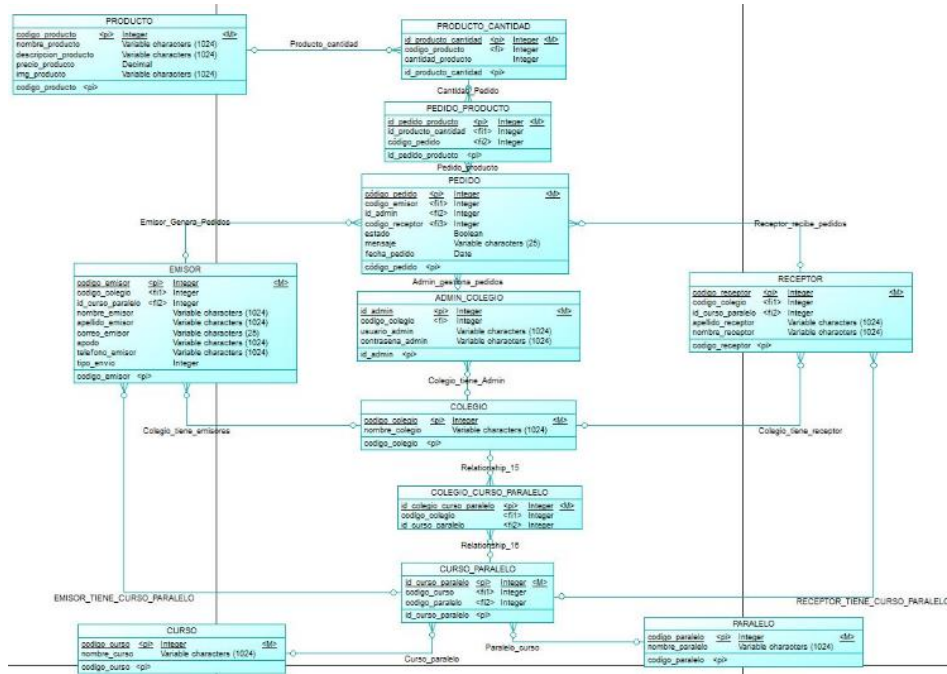 PRODUCTO
codigo_producto <pi> Integer <M>
nombre_producto Variable characters (1024)
descripcion_producto Variable characters (1024)
precio_producto Decimal
img_producto Variable characters (1024)
codigo_producto <pi>
Producto_cantidad
PRODUCTO_CANTIDAD
id_producto_cantidad <pi> Integer <M>
codigo_producto <fi> Integer
cantidad_producto Integer
id_producto_cantidad <pi>
Cantidad_Pedido
PEDIDO_PRODUCTO
id_pedido_producto <pi> Integer <M>
id_producto_cantidad <fi1> Integer
código_pedido <fi2> Integer
id_pedido_producto <pi>
Pedido_producto
PEDIDO
código_pedido <pi> Integer <M>
codigo_emisor <fi1> Integer
id_admin <fi2> Integer
codigo_receptor <fi3> Integer
estado Boolean
mensaje Variable characters (25)
fecha_pedido Date
código_pedido <pi>
Emisor_Genera_Pedidos
Receptor_recibe_pedidos
Admin_gestiona_pedidos
EMISOR
codigo_emisor <pi> Integer <M>
codigo_colegio <fi1> Integer
id_curso_paralelo <fi2> Integer
nombre_emisor Variable characters (1024)
apellido_emisor Variable characters (1024)
correo_emisor Variable characters (25)
apodo Variable characters (1024)
telefono_emisor Variable characters (1024)
tipo_envio Integer
codigo_emisor <pi>
ADMIN_COLEGIO
id_admin <pi> Integer <M>
codigo_colegio <fi> Integer
usuario_admin Variable characters (1024)
contrasena_admin Variable characters (1024)
id_admin <pi>
RECEPTOR
codigo_receptor <pi> Integer <M>
codigo_colegio <fi1> Integer
id_curso_paralelo <fi2> Integer
apellido_receptor Variable characters (1024)
nombre_receptor Variable characters (1024)
codigo_receptor <pi>
Colegio_tiene_Admin
COLEGIO
codigo_colegio <pi> Integer <M>
nombre_colegio Variable characters (1024)
codigo_colegio <pi>
Colegio_tiene_emisores
Colegio_tiene_receptor
Relationship_15
COLEGIO_CURSO_PARALELO
id_colegio_curso_paralelo <pi> Integer <M>
codigo_colegio <fi1> Integer
id_curso_paralelo <fi2> Integer
Relationship_16
CURSO_PARALELO
id_curso_paralelo <pi> Integer <M>
codigo_curso <fi1> Integer
codigo_paralelo <fi2> Integer
id_curso_paralelo <pi>
EMISOR_TIENE_CURSO_PARALELO
RECEPTOR_TIENE_CURSO_PARALELO
CURSO
codigo_curso <pi> Integer <M>
nombre_curso Variable characters (1024)
codigo_curso <pi>
Curso_paralelo
Paralelo_curso
PARALELO
codigo_paralelo <pi> Integer <M>
nombre_paralelo Variable characters (1024)
codigo_paralelo <pi>